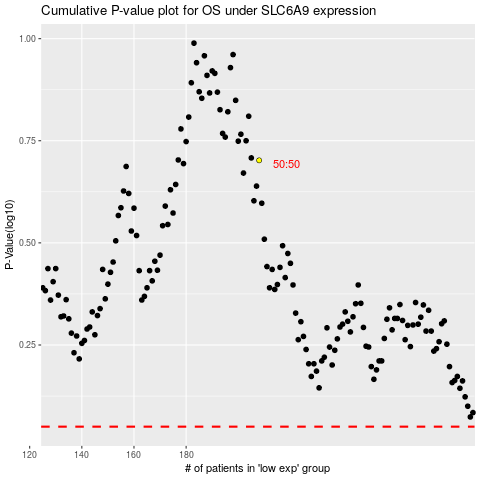 Cumulative P-value plot for OS under SLC6A9 expression
P-Value(log10)
1.00
0.75
0.50
0.25
50:50
120 140 160 180
# of patients in 'low exp' group